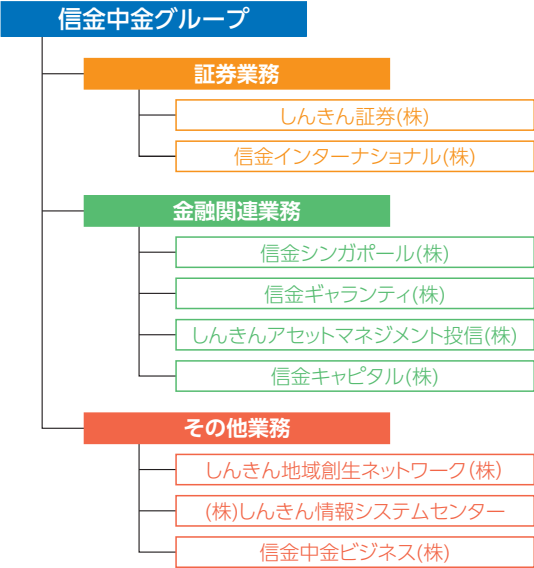 信金中金グループ
証券業務
しんきん証券(株)
信金インターナショナル(株)
金融関連業務
信金シンガポール(株)
信金ギャランティ(株)
しんきんアセットマネジメント投信(株)
信金キャピタル(株)
その他業務
しんきん地域創生ネットワーク(株)
(株)しんきん情報システムセンター
信金中金ビジネス(株)